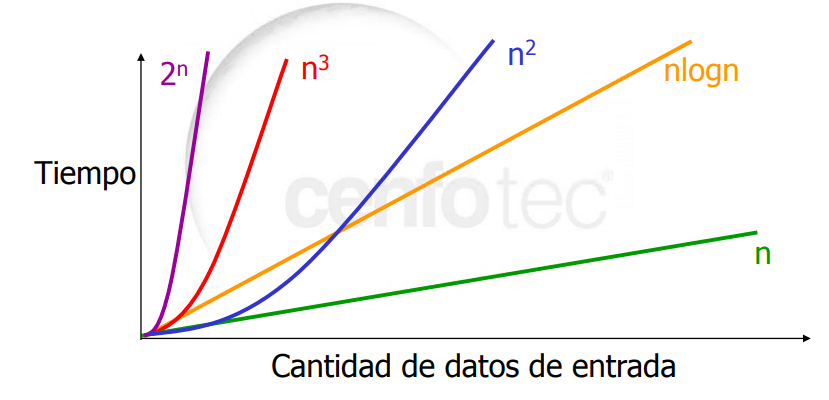 2ⁿ
n³
n²
nlogn
Tiempo
cenfotec®
n
Cantidad de datos de entrada